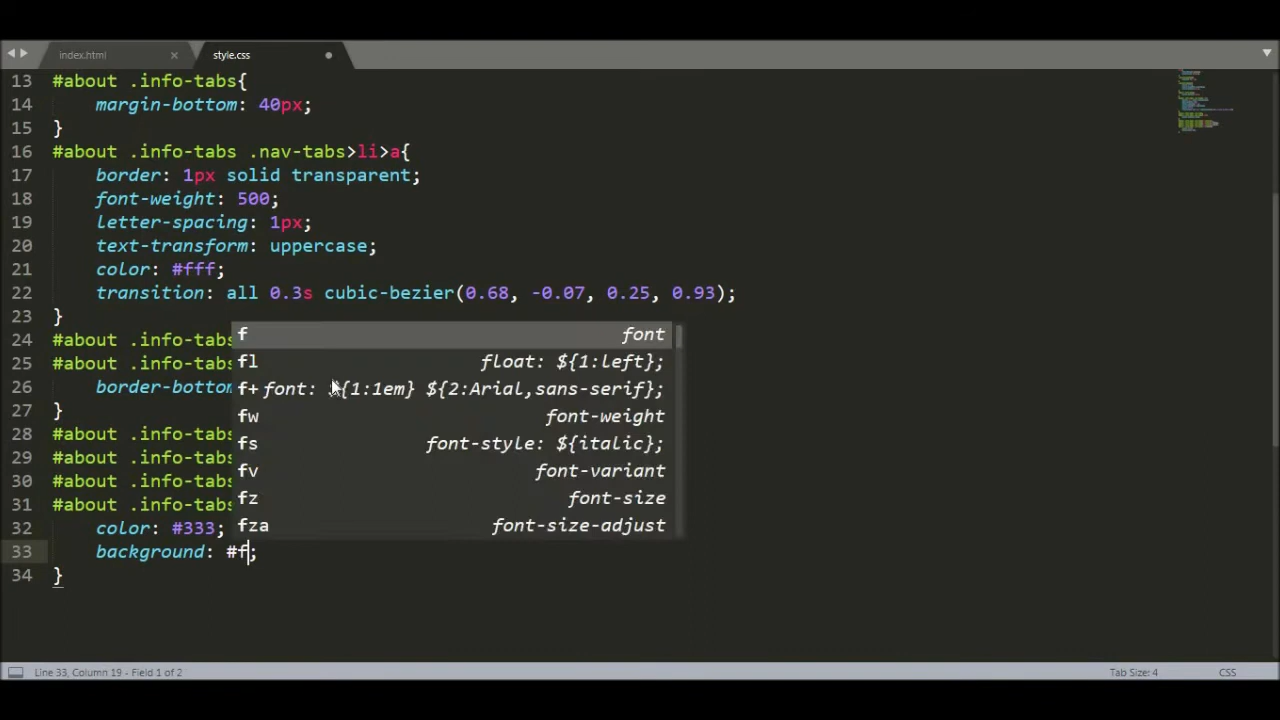 index.html × style.css
13 #about .info-tabs{
14 margin-bottom: 40px;
15 }
16 #about .info-tabs .nav-tabs>li>a{
17 border: 1px solid transparent;
18 font-weight: 500;
19 letter-spacing: 1px;
20 text-transform: uppercase;
21 color: #fff;
22 transition: all 0.3s cubic-bezier(0.68, -0.07, 0.25, 0.93);
23 }
24 #about .info-tabs
25 #about .info-tabs
26 border-bottom
27 }
28 #about .info-tabs
29 #about .info-tabs
30 #about .info-tabs
31 #about .info-tabs
32 color: #333;
33 background: #f;
34 }
f font
fl float: ${1:left};
f+ font: ${1:1em} ${2:Arial,sans-serif};
fw font-weight
fs font-style: ${italic};
fv font-variant
fz font-size
fza font-size-adjust
Line 33, Column 19 - Field 1 of 2 Tab Size: 4 CSS